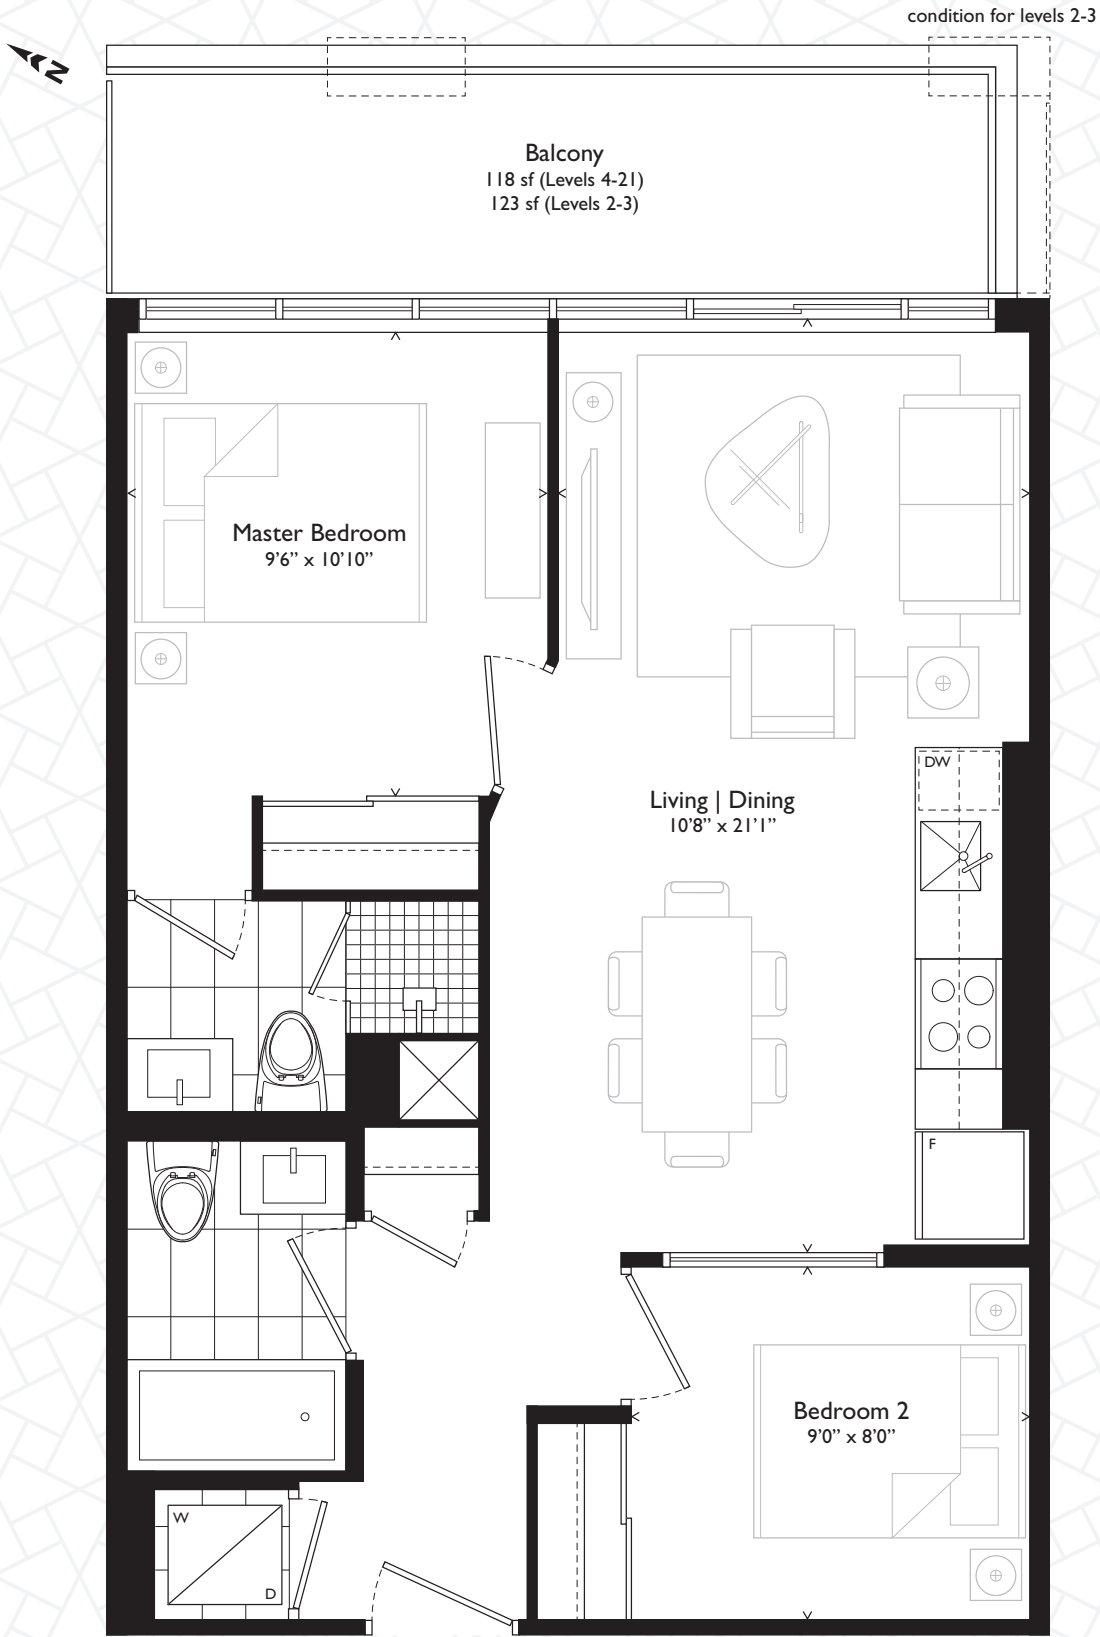 condition for levels 2-3
N
Balcony
118 sf (Levels 4-21)
123 sf (Levels 2-3)
Master Bedroom
9’6” x 10’10”
DW
Living | Dining
10’8” x 21’1”
F
Bedroom 2
9’0” x 8’0”
W
D